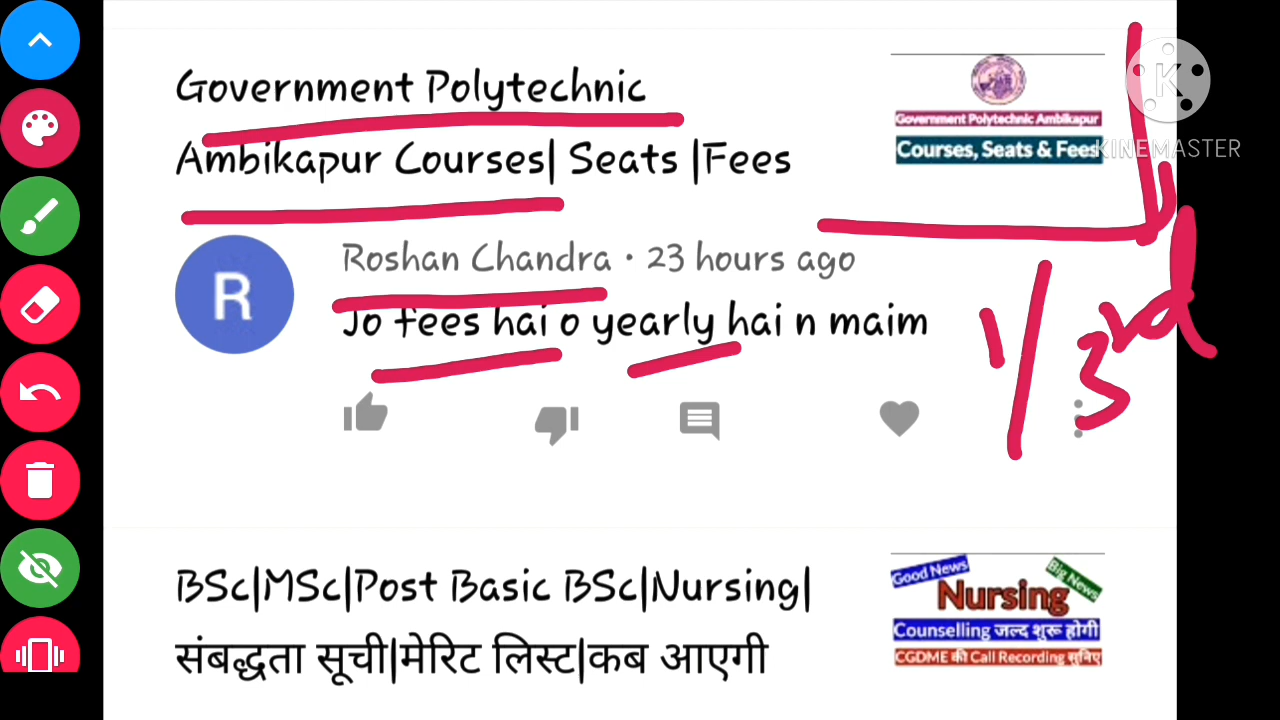 Government Polytechnic
Ambikapur Courses| Seats |Fees
Government Polytechnic Ambikapur
Courses, Seats & Fees
K
KINEMASTER
R
Roshan Chandra · 23 hours ago
Jo fees hai o yearly hai n maim
1/3rd
BSc|MSc|Post Basic BSc|Nursing|
संबद्धता सूची|मेरिट लिस्ट|कब आएगी
Good News
Big News
Nursing
Counselling जल्द शुरू होगी
CGDME की Call Recording सुनिए